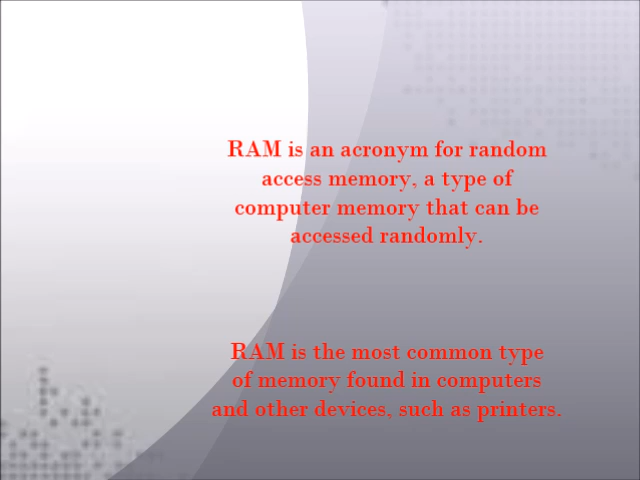 RAM is an acronym for random
access memory, a type of
computer memory that can be
accessed randomly.
RAM is the most common type
of memory found in computers
and other devices, such as printers.